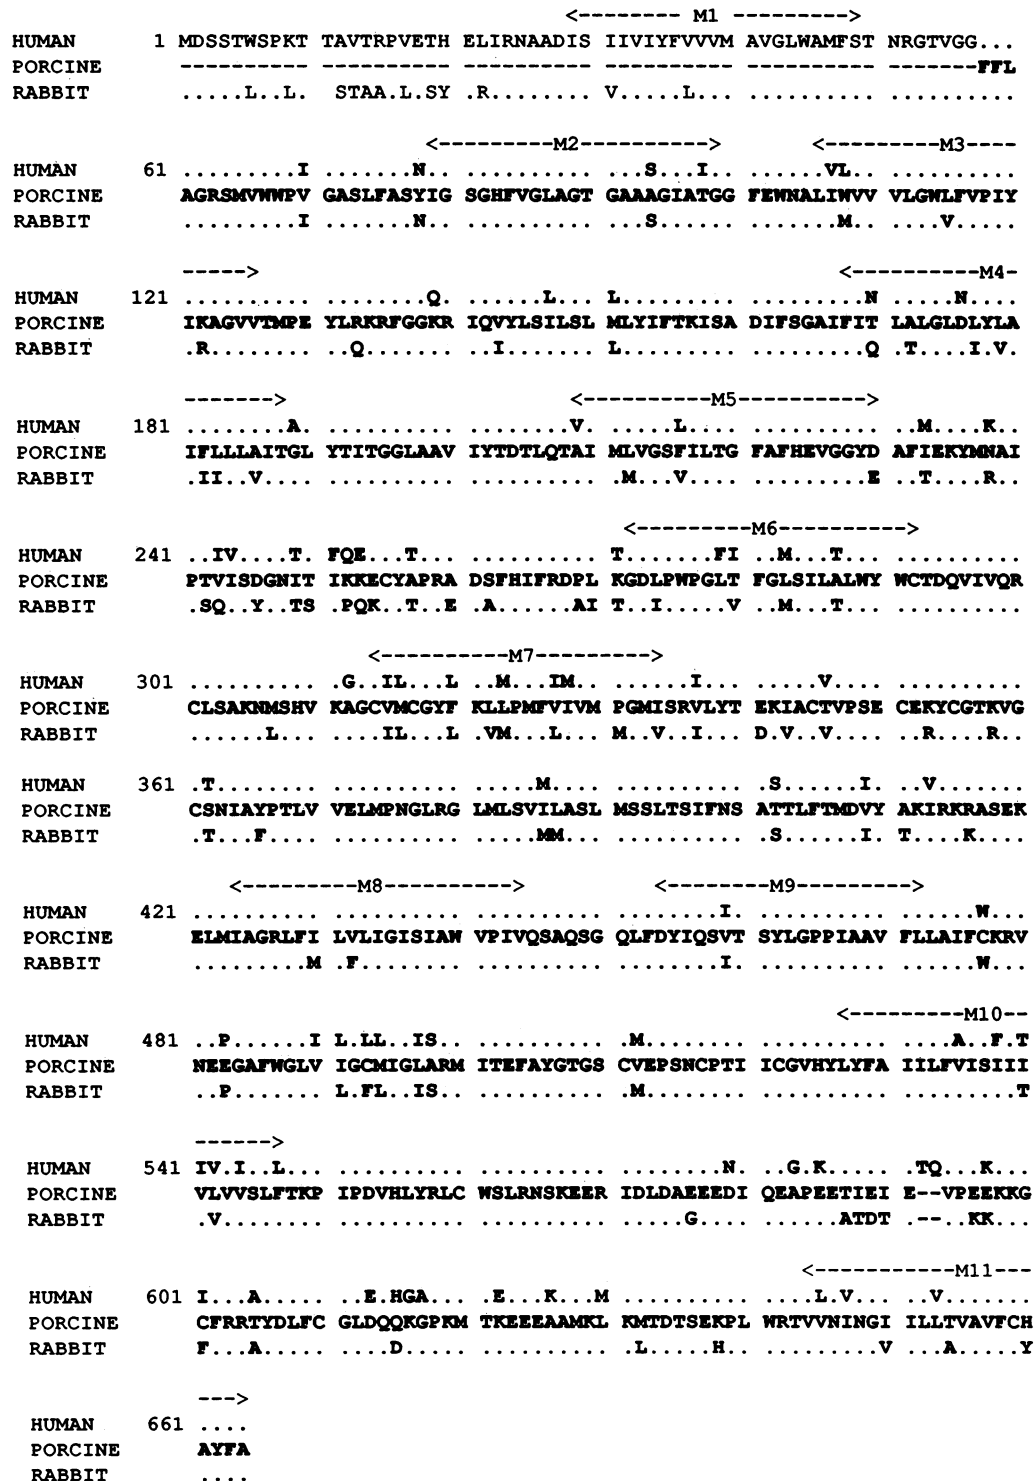 <-------- M1 -------->
HUMAN 1 MDSSTWSPKT TAVTRPVETH ELIRNAADIS IIVIYFVVVM AVGLWAMFST NRGTVGG...
PORCINE ---------- ---------- ---------- ---------- ---------- -------FFL
RABBIT .....L..L. STAA.L.SY .R........ V....L.... .......... ..........
<---------M2---------->
<---------M3----
HUMAN 61 .........I ........N. .......... ....S..I.. ......VL.. ..........
PORCINE AGRSMVWWPV GASLFASYIG SGHFVGLAGT GAAAGIATGG FEWNALIWVV VLGWLFVPIY
RABBIT .........I ........N. .......... ....S..... .......M.. ....V.....
----->
<----------M4-
HUMAN 121 .......... ........Q. ......L... L......... .........N .....N....
PORCINE IKAGVVTMPE YLRKRFGGKR IQVYLSILSL MLYIFTKISA DIFSGAIFIT LALGLDLYLA
RABBIT .R........ ...Q...... ..I....... L......... .........Q .T....I.V.
------->
<----------M5---------->
HUMAN 181 .......A.. .......... ........V. .....L.... .......... ..M....K..
PORCINE IFLLLAITGL YTITGGLAAV IYTDTLQTAI MLVGSFILTG FAFHEVGGYD AFIEKYMNAI
RABBIT .II..V.... .......... .......... ..M..V.... .........E ..T....R..
<---------M6---------->
HUMAN 241 ..IV....T. FQE...T... .......... T.......FI ..M...T... ..........
PORCINE PTVISDGNIT IKKECYAPRA DSFHIFRDPL KGDLPWPGLT FGLSILALWY WCTDQVIVQR
RABBIT .SQ..Y..TS .PQK..T..E .A.....AI T..I.....V ..M...T... ..........
<----------M7---------->
HUMAN 301 .......... .G..IL...L ..M...IM.. ......I... .....V.... ..........
PORCINE CLSAKNMSHV KAGCVMCGYF KLLPMFVIVM PGMISRVLYT EKIACTVPSE CEKYCGTKVG
RABBIT ......L... ....IL...L .VM...L... M..V..I... D.V..V.... ..R....R..
HUMAN 361 .T........ .......... .....M.... .......... .S......I. ..V.......
PORCINE CSNIAYPTLV VELMPNGLRG LMLSVILASL MSSLTSIFNS ATTLFTMDVY AKIRKRASEK
RABBIT .T...F.... .......... .....MM... .......... .S......I. T....K....
<---------M8---------->
<--------M9--------->
HUMAN 421 .......... .......... .......... .......I.. .......... ......W...
PORCINE ELMIAGRLFI LVLIGISIAW VPIVQSAQSG QLFDYIQSVT SYLGPPIAAV FLLAIFCKRV
RABBIT .........M .F........ .......... ........I. .......... ......W...
<---------M10--
HUMAN 481 ..P......I L.LL..IS.. .......... .M........ .......... ....A..F.T
PORCINE NEEGAFWGLV IGCMIGLARM ITEFAYGTGS CVEPSNCPTI ICGVHYLYFA IILFVISIII
RABBIT ..P....... L.FL..IS.. .......... .M........ .......... .........T
------>
HUMAN 541 IV.I..L... .......... .......... ........N. ..G.K..... .TQ...K...
PORCINE VLVVSLFTKP IPDVHLYRLC WSLRNSKEER IDLDAEEEDI QEAPEETIEI E--VPEEKKG
RABBIT .V........ .......... .......... .....G.... ......ATDT .--..KK...
<-----------M11---
HUMAN 601 I...A..... ...E.HGA.. ..E...K..M .......... ......L.V. ....V.....
PORCINE CFRRTYDLFC GLDQQKGPKM TKEEEAAMKL KMTDTSEKPL WRTVVNINGI ILLTVAVFCH
RABBIT F...A..... ....D..... .......... ..L....H.. .........V ....A....Y
--->
HUMAN 661 ....
PORCINE AYFA
RABBIT ....